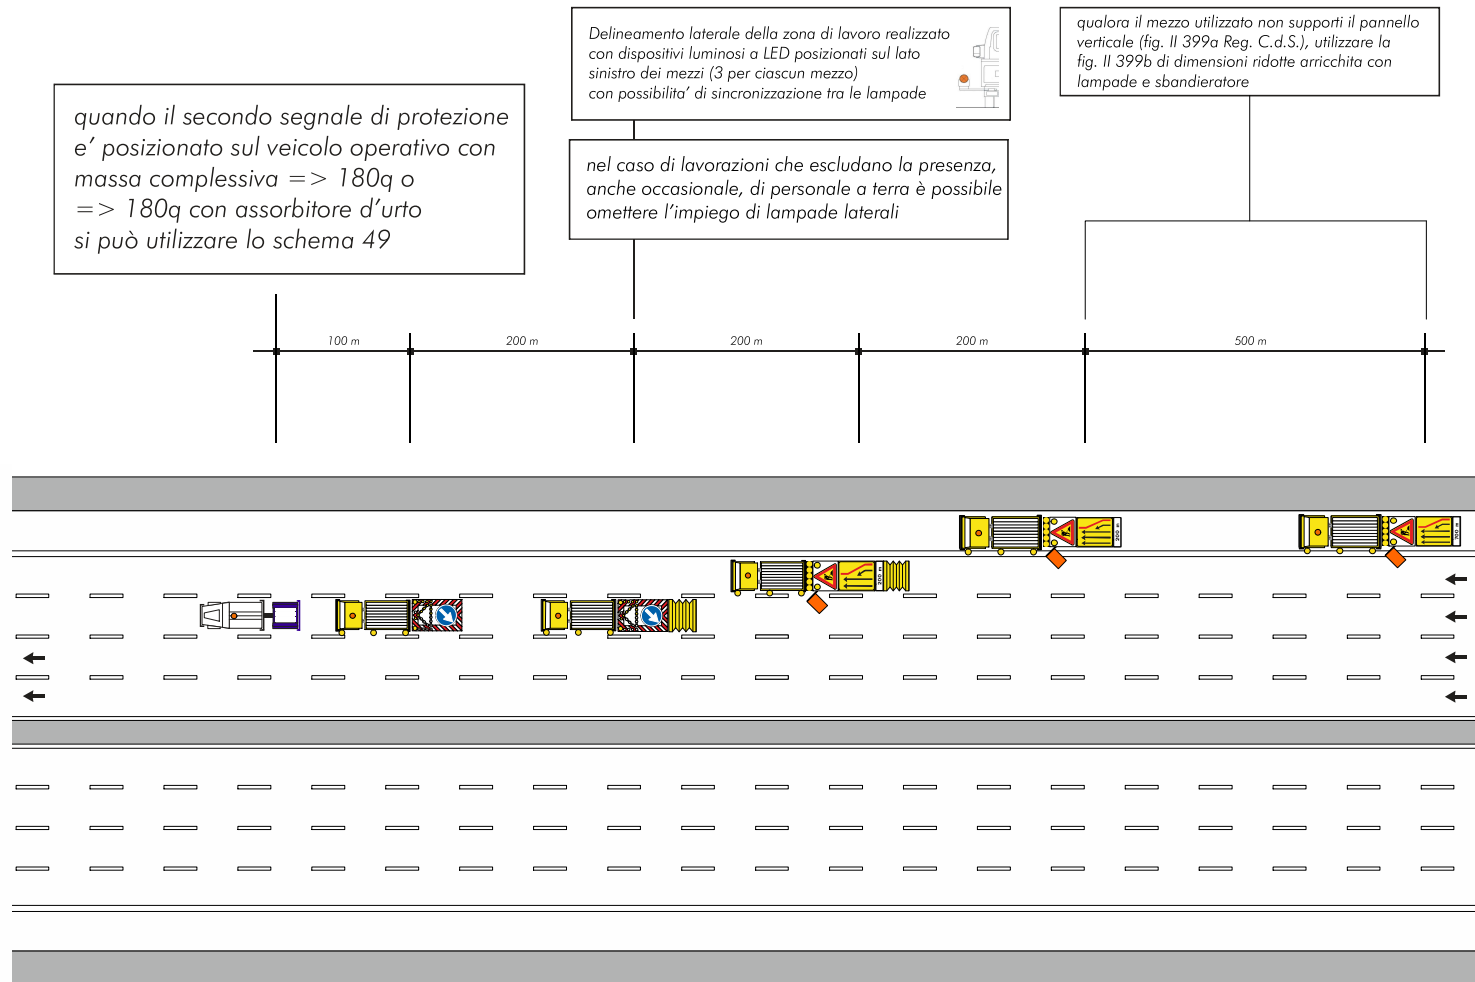 Delineamento laterale della zona di lavoro realizzato
con dispositivi luminosi a LED posizionati sul lato
sinistro dei mezzi (3 per ciascun mezzo)
con possibilita' di sincronizzazione tra le lampade
qualora il mezzo utilizzato non supporti il pannello
verticale (fig. II 399a Reg. C.d.S.), utilizzare la
fig. II 399b di dimensioni ridotte arricchita con
lampade e sbandieratore
quando il secondo segnale di protezione
e' posizionato sul veicolo operativo con
massa complessiva => 180q o
=> 180q con assorbitore d'urto
si può utilizzare lo schema 49
nel caso di lavorazioni che escludano la presenza,
anche occasionale, di personale a terra è possibile
omettere l'impiego di lampade laterali
100 m
200 m
200 m
200 m
500 m
200 m
200 m